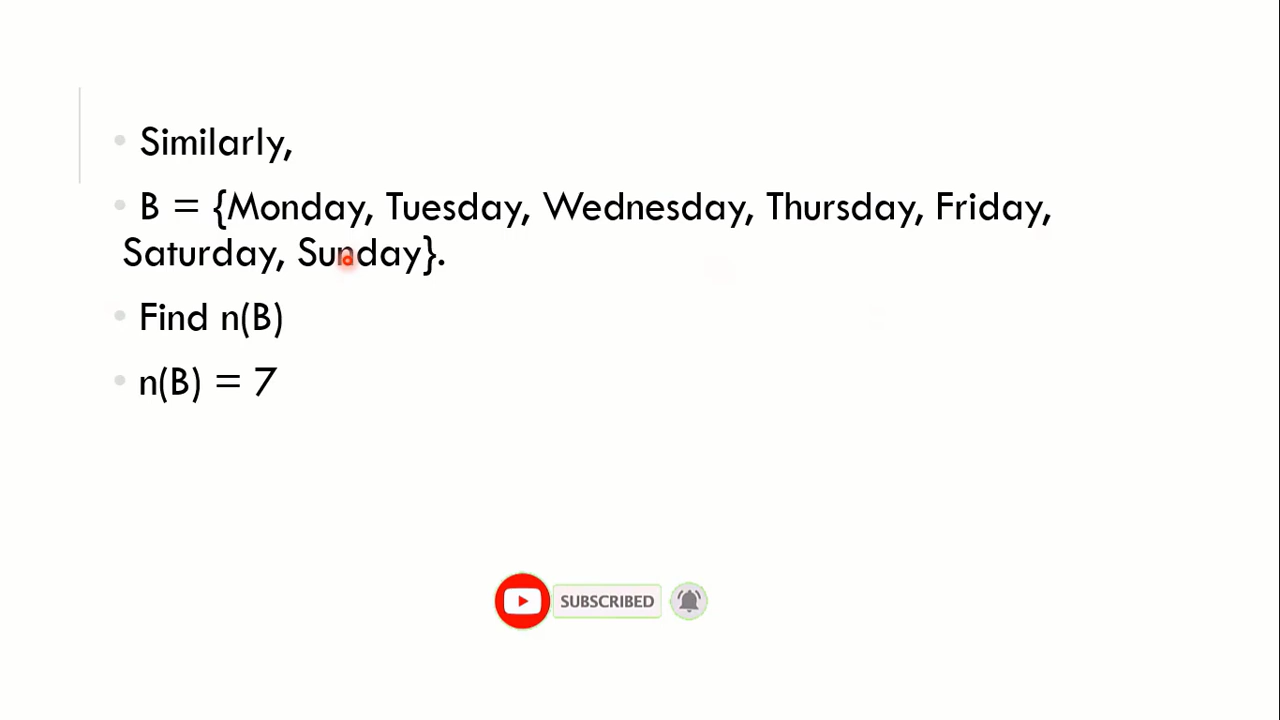 • Similarly,
• B = {Monday, Tuesday, Wednesday, Thursday, Friday,
Saturday, Sunday}.
• Find n(B)
• n(B) = 7
SUBSCRIBED